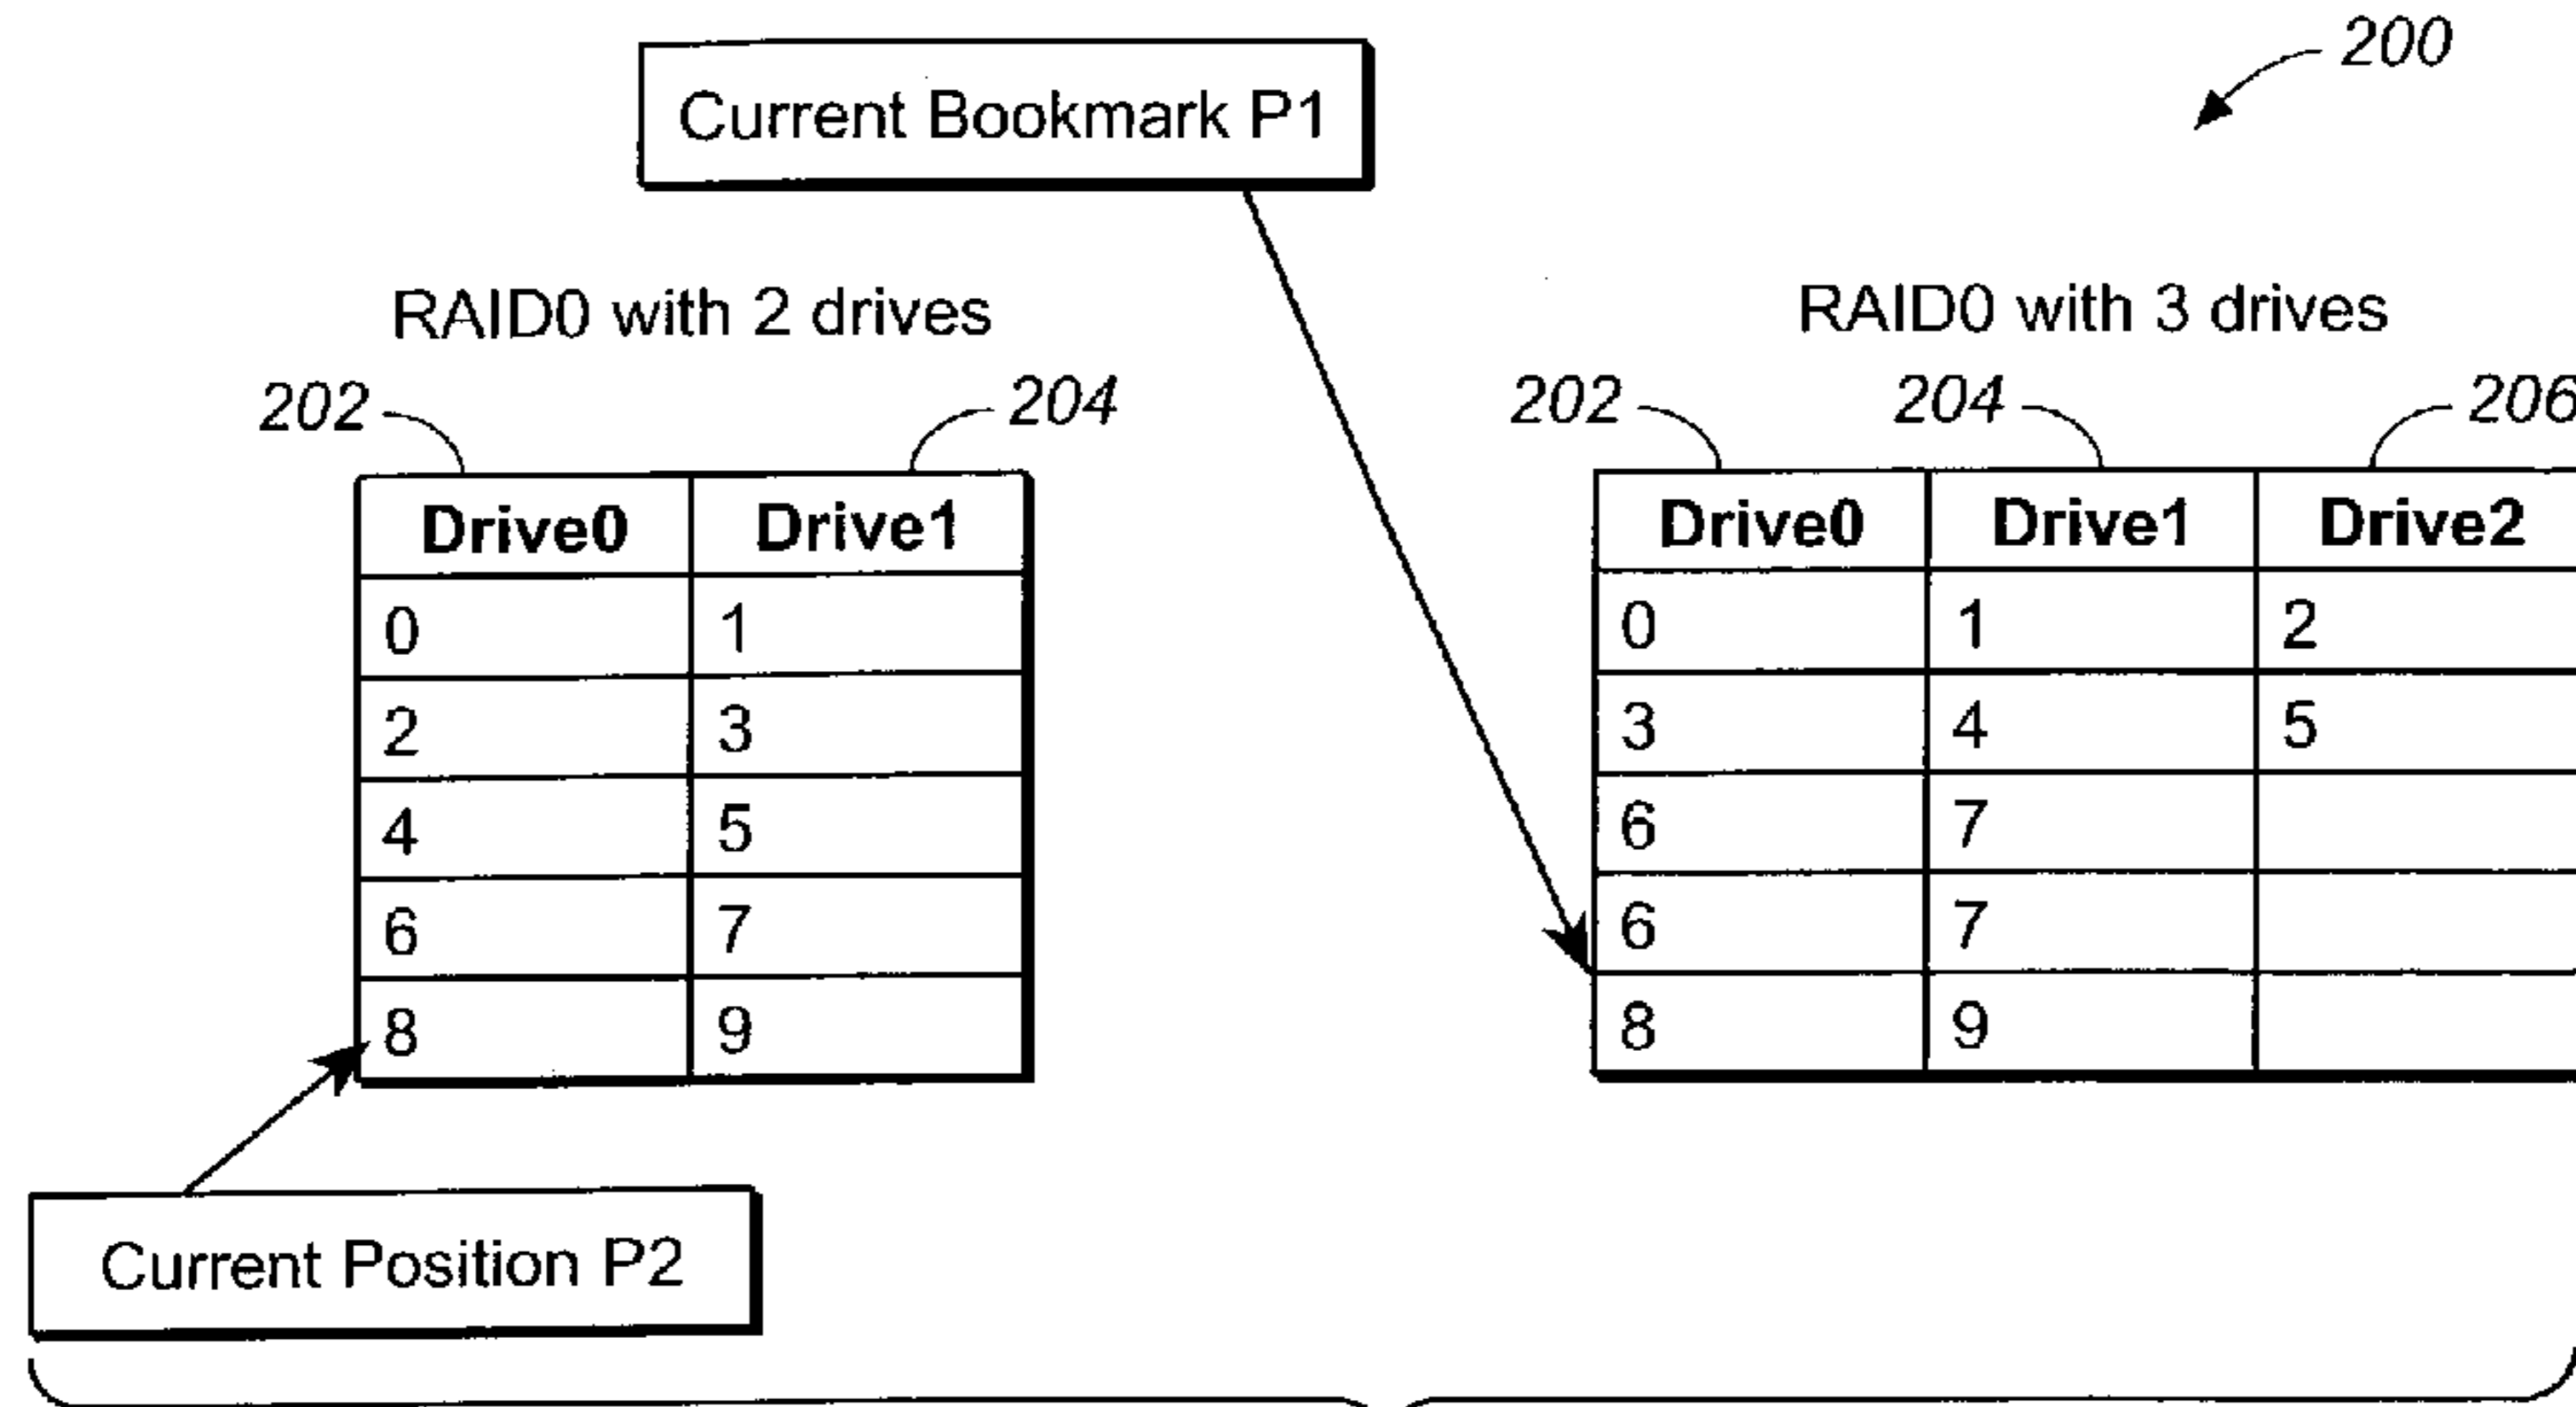 200
Current Bookmark P1
RAID0 with 2 drives
202
204
Drive0 Drive1
0 1
2 3
4 5
6 7
8 9
Current Position P2
RAID0 with 3 drives
202
204
206
Drive0 Drive1 Drive2
0 1 2
3 4 5
6 7
6 7
8 9